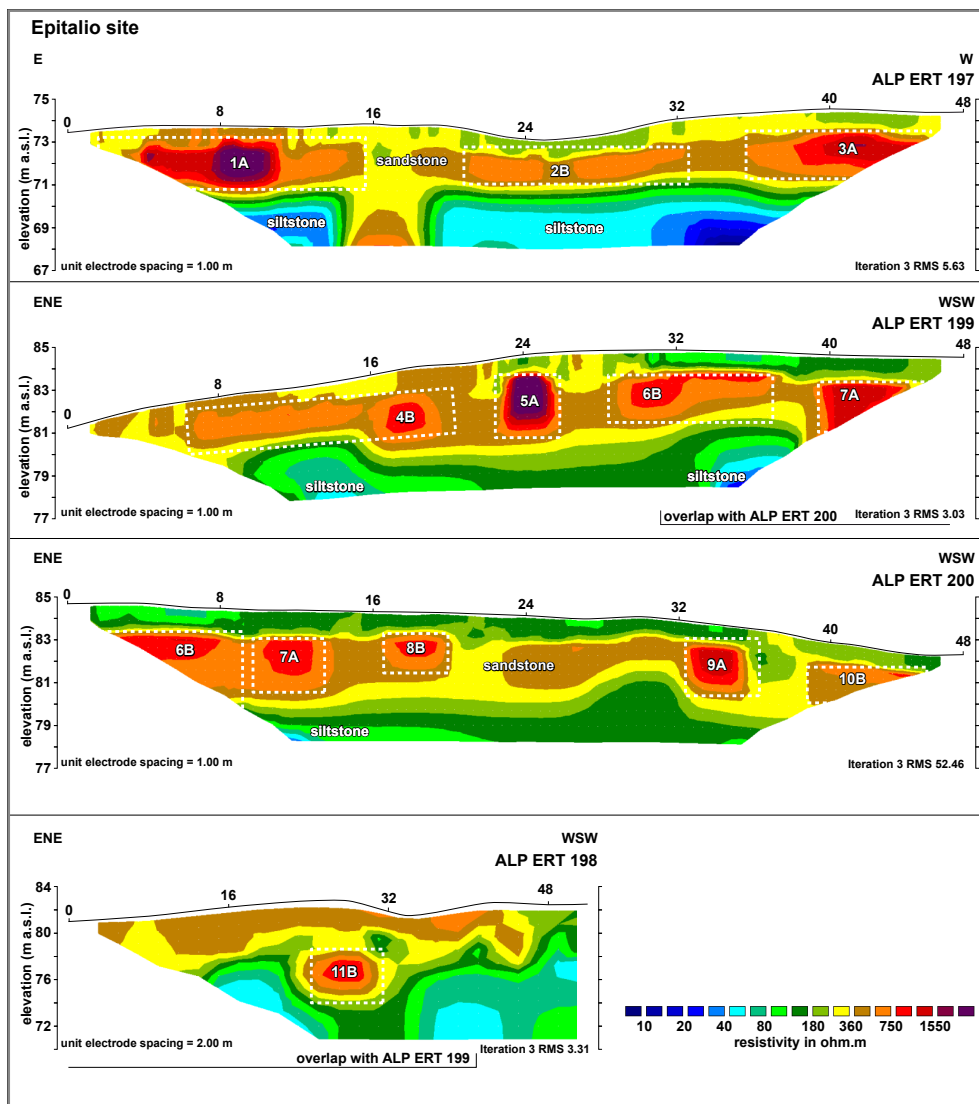 Epitalio site
E W
ALP ERT 197
0 8 16 24 32 40 48
75
73
71
69
67
elevation (m a.s.l.)
1A sandstone 2B 3A
siltstone siltstone
unit electrode spacing = 1.00 m Iteration 3 RMS 5.63
ENE WSW
ALP ERT 199
0 8 16 24 32 40 48
85
83
81
79
77
elevation (m a.s.l.)
4B 5A 6B 7A
siltstone siltstone
unit electrode spacing = 1.00 m overlap with ALP ERT 200 Iteration 3 RMS 3.03
ENE WSW
ALP ERT 200
0 8 16 24 32 40 48
85
83
81
79
77
elevation (m a.s.l.)
6B 7A 8B sandstone 9A 10B
siltstone
unit electrode spacing = 1.00 m Iteration 3 RMS 52.46
ENE WSW
ALP ERT 198
0 16 32 48
84
80
76
72
elevation (m a.s.l.)
11B
unit electrode spacing = 2.00 m Iteration 3 RMS 3.31
overlap with ALP ERT 199
10 20 40 80 180 360 750 1550
resistivity in ohm.m